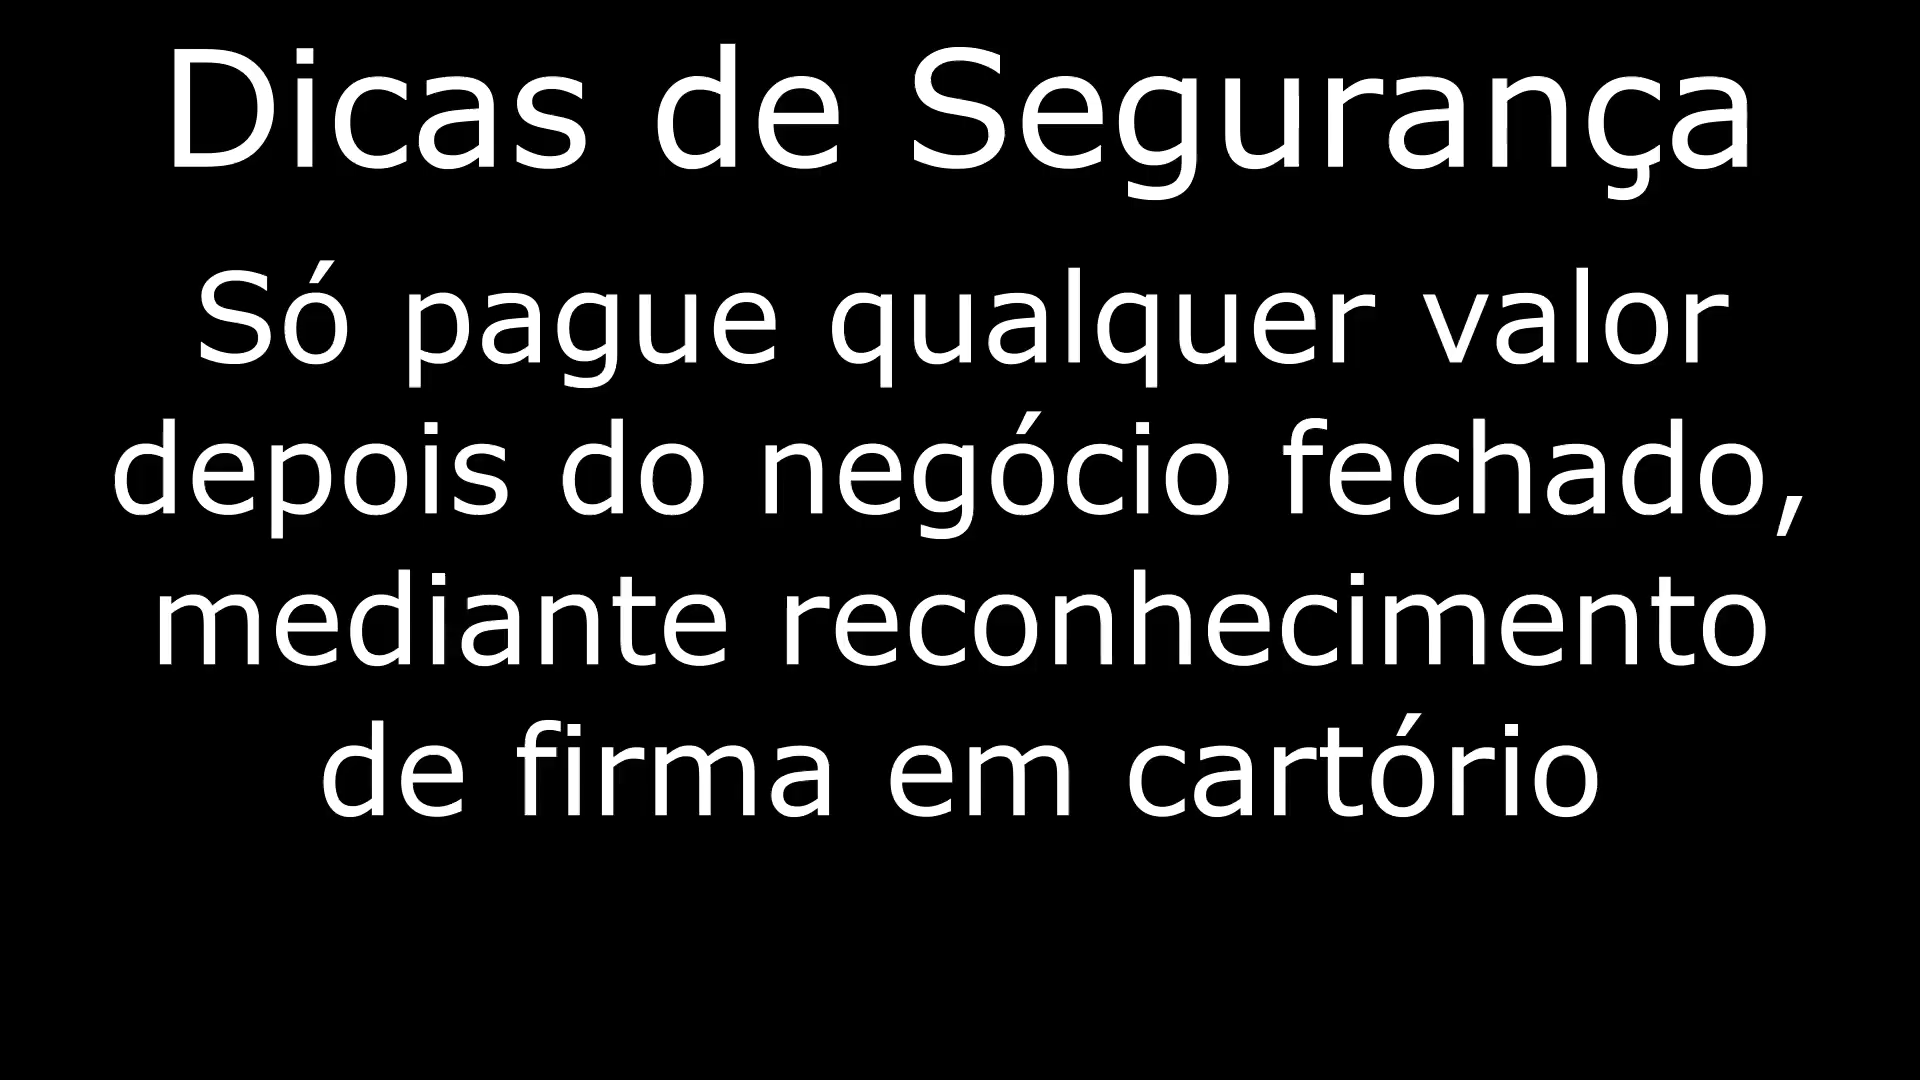 Dicas de Segurança
Só pague qualquer valor
depois do negócio fechado,
mediante reconhecimento
de firma em cartório